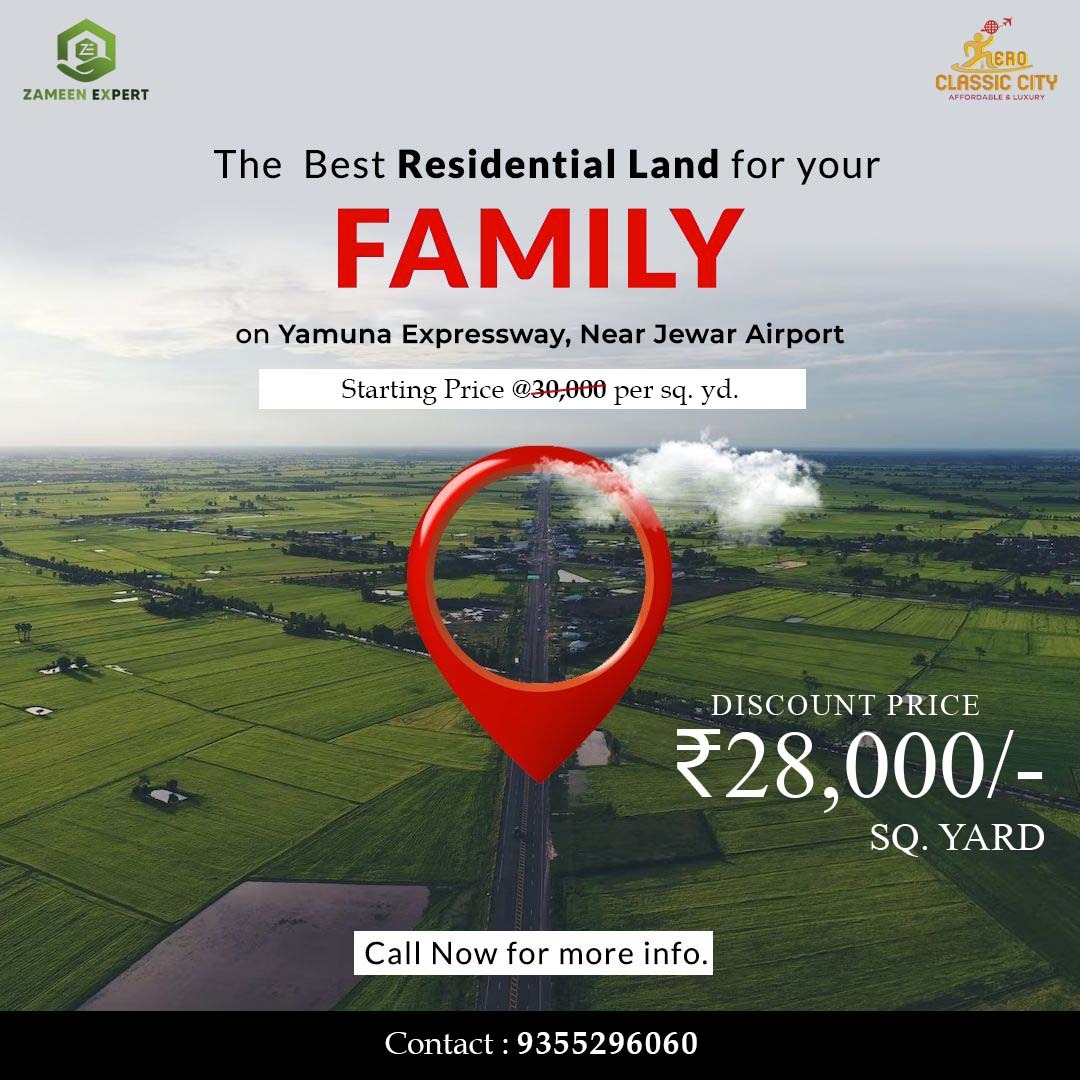 ZE
ZAMEEN EXPERT
AERO
CLASSIC CITY
AFFORDABLE & LUXURY
The Best Residential Land for your
FAMILY
on Yamuna Expressway, Near Jewar Airport
Starting Price @30,000 per sq. yd.
DISCOUNT PRICE
₹28,000/-
SQ. YARD
Call Now for more info.
Contact : 9355296060